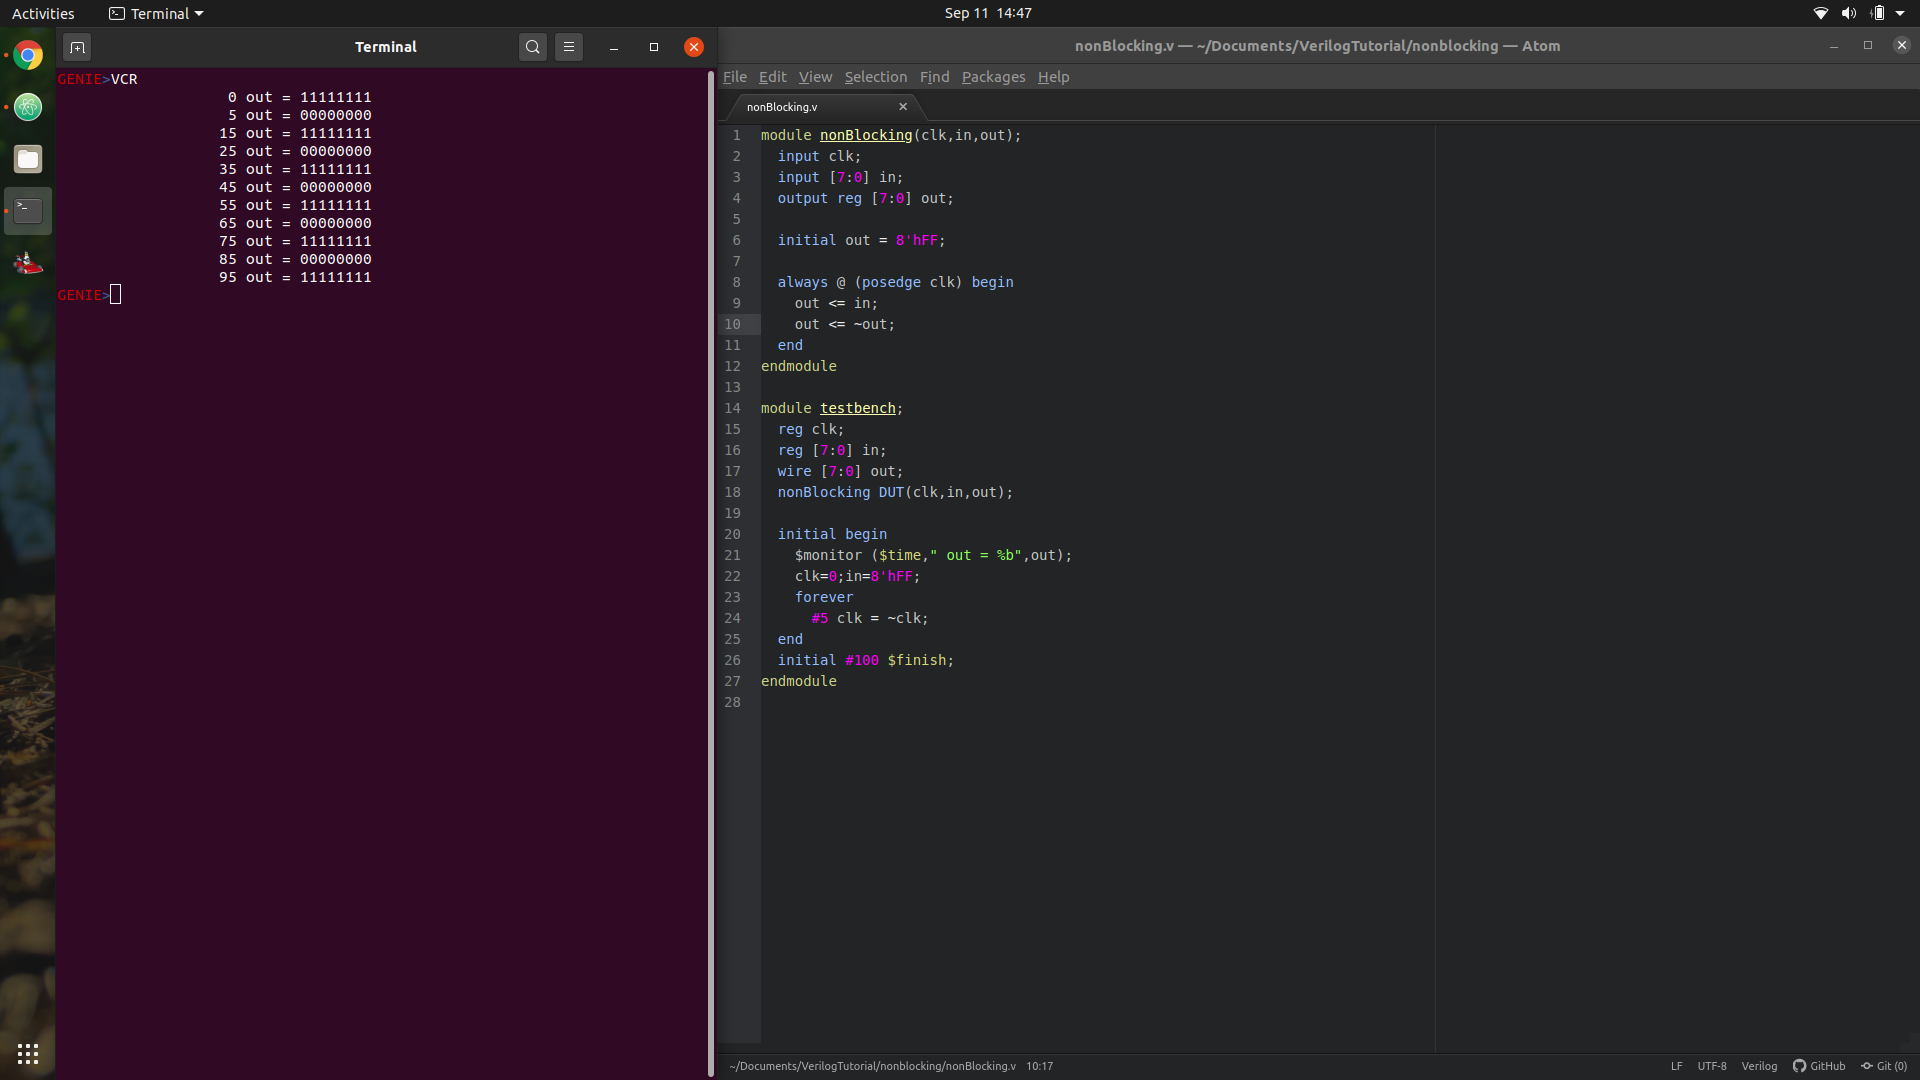 Activities Terminal Sep 11 14:47
Terminal
GENIE>VCR
0 out = 11111111
5 out = 00000000
15 out = 11111111
25 out = 00000000
35 out = 11111111
45 out = 00000000
55 out = 11111111
65 out = 00000000
75 out = 11111111
85 out = 00000000
95 out = 11111111
GENIE>
nonBlocking.v — ~/Documents/VerilogTutorial/nonblocking — Atom
File Edit View Selection Find Packages Help
nonBlocking.v
1 module nonBlocking(clk,in,out);
2 input clk;
3 input [7:0] in;
4 output reg [7:0] out;
5
6 initial out = 8'hFF;
7
8 always @ (posedge clk) begin
9 out <= in;
10 out <= ~out;
11 end
12 endmodule
13
14 module testbench;
15 reg clk;
16 reg [7:0] in;
17 wire [7:0] out;
18 nonBlocking DUT(clk,in,out);
19
20 initial begin
21 $monitor ($time," out = %b",out);
22 clk=0;in=8'hFF;
23 forever
24 #5 clk = ~clk;
25 end
26 initial #100 $finish;
27 endmodule
28
~/Documents/VerilogTutorial/nonblocking/nonBlocking.v 10:17 LF UTF-8 Verilog GitHub Git (0)